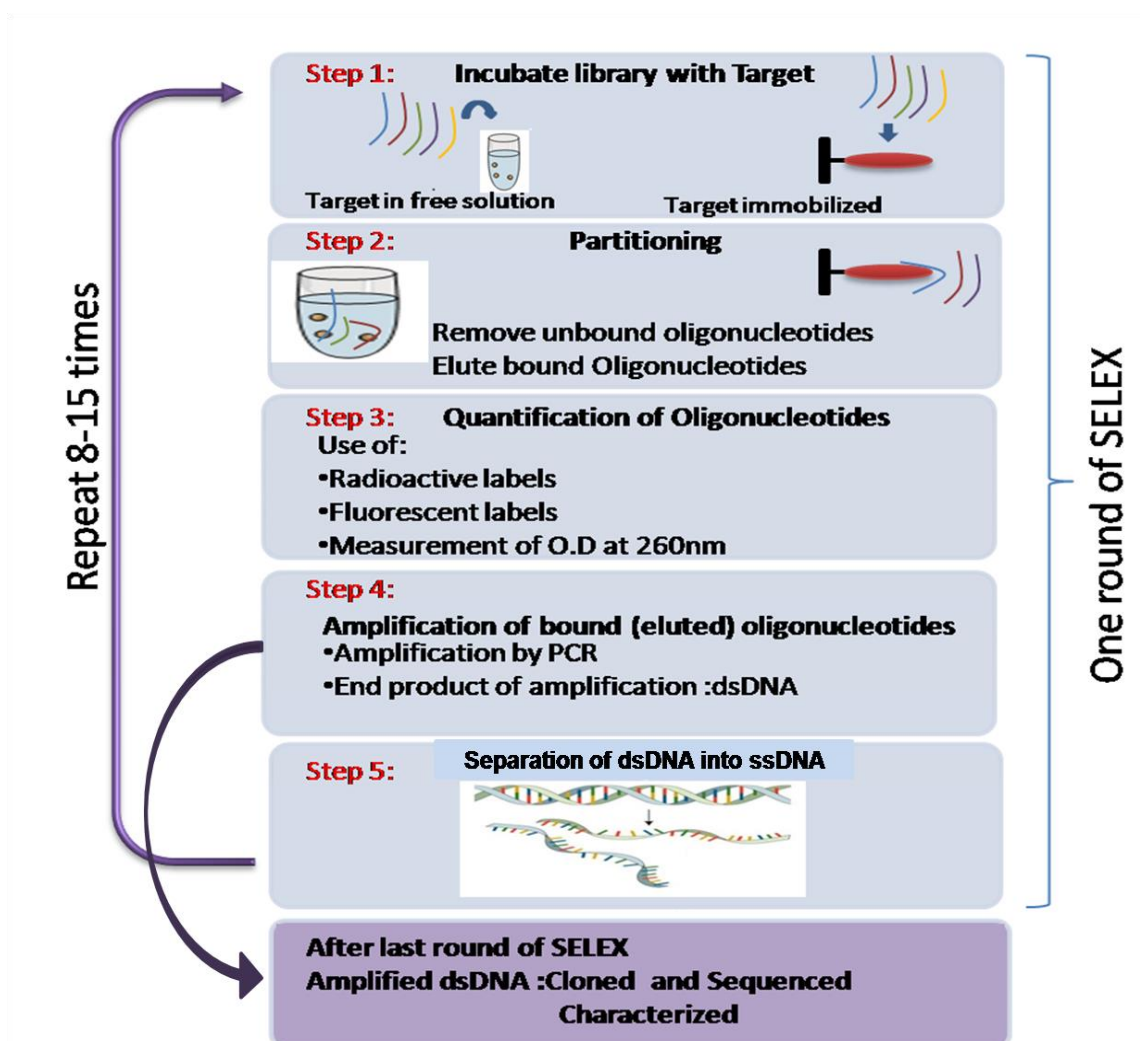 Step 1: Incubate library with Target
Target in free solution
Target immobilized
Step 2: Partitioning
Remove unbound oligonucleotides
Elute bound Oligonucleotides
Step 3: Quantification of Oligonucleotides
Use of:
•Radioactive labels
•Fluorescent labels
•Measurement of O.D at 260nm
Step 4:
Amplification of bound (eluted) oligonucleotides
•Amplification by PCR
•End product of amplification :dsDNA
Step 5: Separation of dsDNA into ssDNA
After last round of SELEX
Amplified dsDNA :Cloned and Sequenced
Characterized
Repeat 8-15 times
One round of SELEX